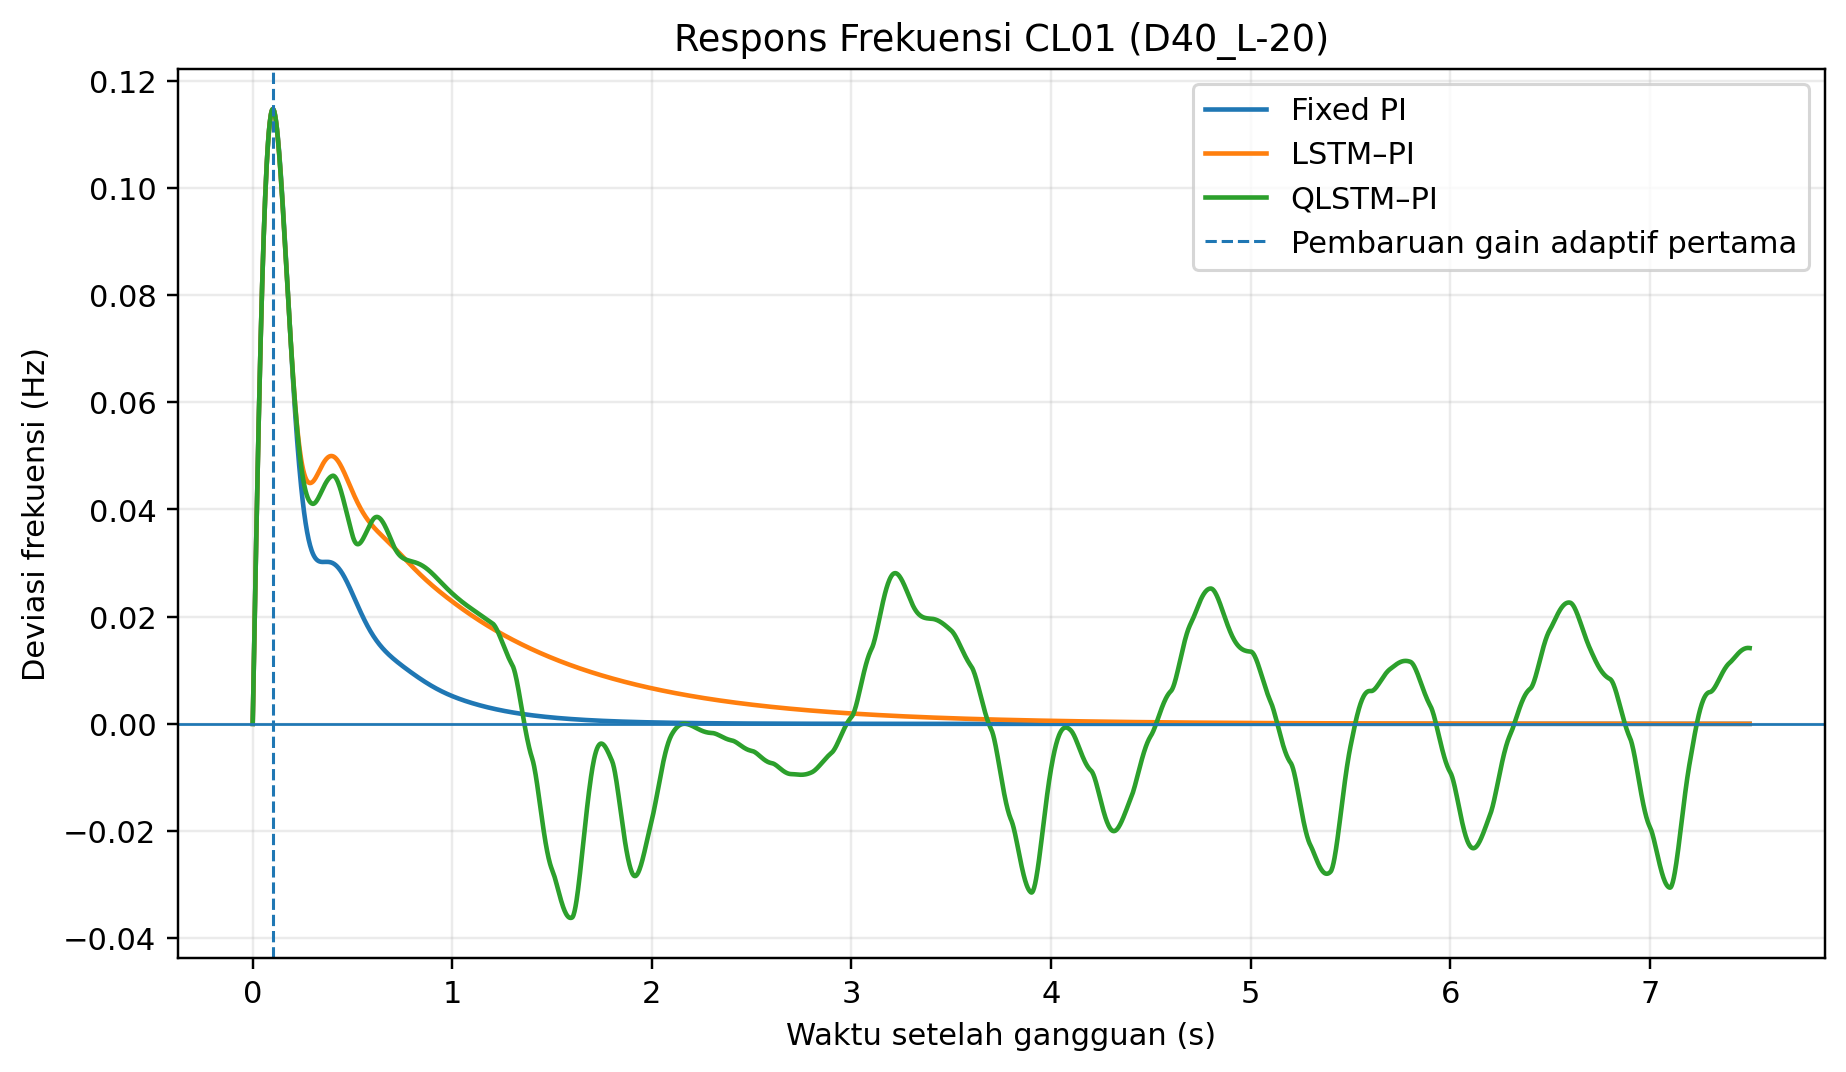 Respons Frekuensi CL01 (D40_L-20)
Fixed PI
LSTM–PI
QLSTM–PI
Pembaruan gain adaptif pertama
Deviasi frekuensi (Hz)
0.12
0.10
0.08
0.06
0.04
0.02
0.00
−0.02
−0.04
0 1 2 3 4 5 6 7
Waktu setelah gangguan (s)